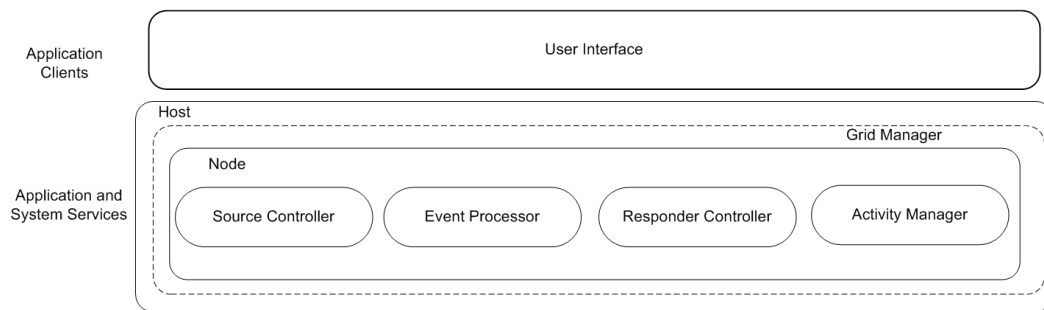 User Interface
Application
Clients
Host
Grid Manager
Node
Application and
System Services
Source Controller
Event Processor
Responder Controller
Activity Manager